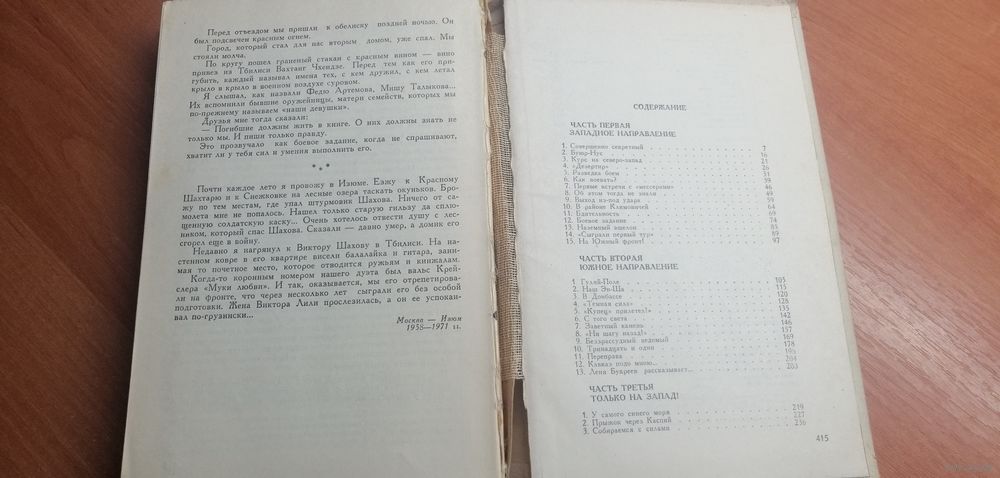 Перед отъездом мы пришли к обелиску поздней ночью. Он
был подсвечен красным огнем.
Город, который стал для нас вторым домом, уже спал. Мы
стояли молча.
По кругу пошел граненый стакан с красным вином — вино
привез из Тбилиси Вахтанг Чхендзе. Перед тем как его при-
губить, каждый называл имена тех, с кем дружил, с кем летал
крыло в крыло в военном воздухе суровом.
Я слышал, как назвали Федю Артемова, Мишу Талыкова...
Их вспомнили бывшие оружейницы, матери семейств, которых мы
по-прежнему называем «наши девушки».
Друзья мне тогда сказали:
— Погибшие должны жить в книге. О них должны знать не
только мы. И пиши только правду.
Это прозвучало как боевое задание, когда не спрашивают,
хватит ли у тебя сил и умения выполнить его.
* *
Почти каждое лето я провожу в Изюме. Езжу к Красному
Шахтарю и к Снежковке на лесные озера таскать окуньков. Бро-
жу по тем местам, где упал штурмовик Шахова. Ничего от са-
молета мне не попалось. Нашел только старую гильзу да сплю-
щенную солдатскую каску... Очень хотелось отвести душу с лес-
ником, который спас Шахова. Сказали — давно умер, а домик его
сгорел еще в войну.
Недавно я нагрянул к Виктору Шахову в Тбилиси. На на-
стенном ковре в его квартире висели балалайка и гитара, зани-
мая то почетное место, которое отводится ружьям и кинжалам.
Когда-то коронным номером нашего дуэта был вальс Крей-
слера «Муки любви». И так, оказывается, мы его отрепетирова-
ли на фронте, что через несколько лет сыграли его без особой
подготовки. Жена Виктора Лили прослезилась, а он ее успокаи-
вал по-грузински...
Москва — Изюм
1958—1971 гг.
СОДЕРЖАНИЕ
ЧАСТЬ ПЕРВАЯ
ЗАПАДНОЕ НАПРАВЛЕНИЕ
1. Совершенно секретный 7
2. Буюр-Нус 16
3. Курс на северо-запад 21
4. «Дезертир» 26
5. Разведка боем 31
6. Как воевать? 39
7. Первые встречи с «мессерами» 46
8. Об этом тогда не знали 49
9. Выход из-под удара 59
10. В районе Климовичей 64
11. Бдительность 69
12. Боевое задание 74
13. Наземный эшелон 81
14. «Сыграли первый тур» 89
15. На Южный фронт! 97
ЧАСТЬ ВТОРАЯ
ЮЖНОЕ НАПРАВЛЕНИЕ
1 Гуляй-Поле 105
2. Наш Эн-Ша 115
3. В Донбассе 120
4. «Темная сила» 128
5. «Купец» прилетел!» 135
6. С того света 142
7. Заветный камень 146
8. «Ни шагу назад!» 157
9. Безрассудный ведомый 169
10. Тринадцать и один 178
11. Переправа 195
12. Кавказ подо мною... 204
13. Лена Букреев рассказывает... 203
ЧАСТЬ ТРЕТЬЯ
ТОЛЬКО НА ЗАПАД!
1. У самого синего моря 219
2. Прыжок через Каспий 227
3. Собираемся с силами 236
415